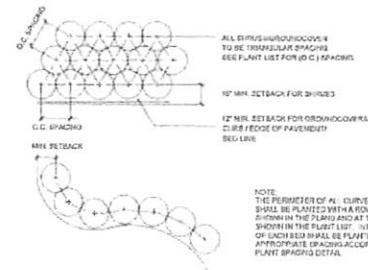 O.C. SPACING
ALL SHRUBS/GROUNDCOVER
TO BE TRIANGULAR SPACING
SEE PLANT LIST FOR (O.C.) SPACING
18" MIN. SETBACK FOR SHRUBS
12" MIN. SETBACK FOR GROUNDCOVERS
CURB / EDGE OF PAVEMENT/
BED LINE
O.C. SPACING
MIN. SETBACK
NOTE:
THE PERIMETER OF ALL CURVE
SHALL BE PLANTED WITH A ROW
SHOWN IN THE PLANS AND AT T
SHOWN IN THE PLANT LIST. INT
OF EACH BED SHALL BE PLANT
APPROPRIATE SPACING ACCOR
PLANT SPACING DETAIL